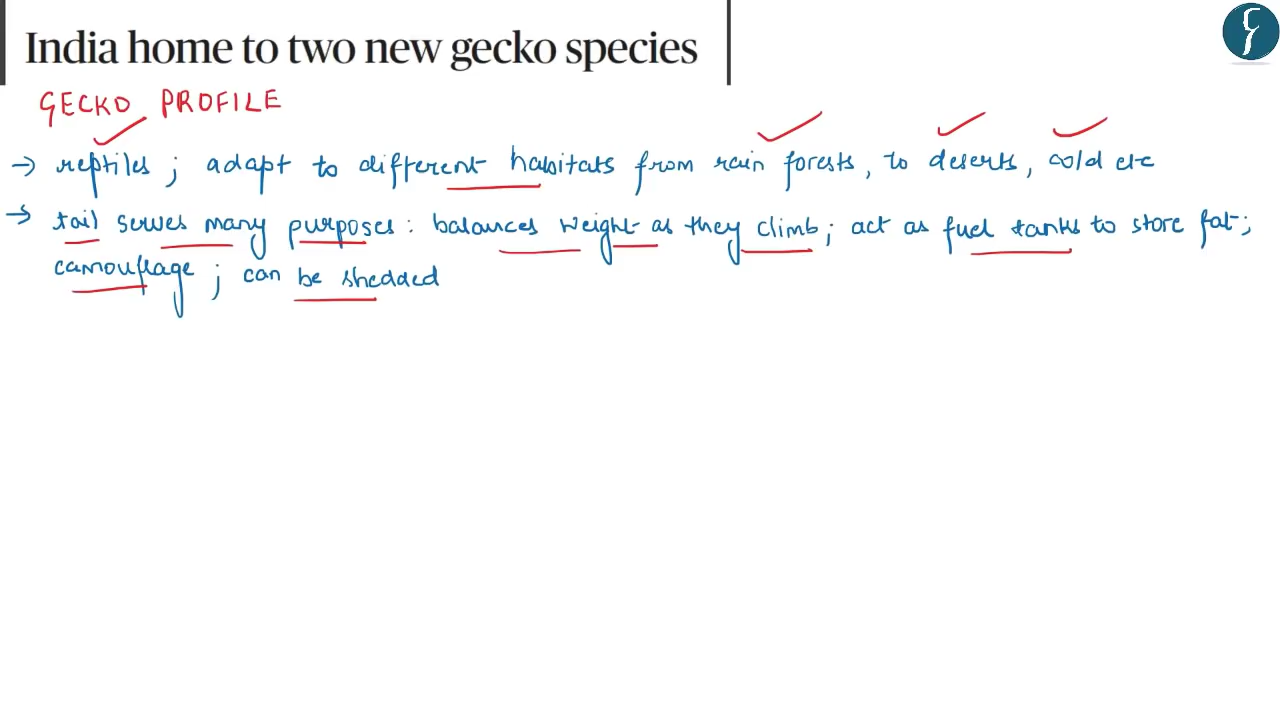 India home to two new gecko species
GECKO PROFILE
→ reptiles ; adapt to different habitats from rain forests, to deserts, cold etc
→ tail serves many purposes : balances weight as they climb ; act as fuel tanks to store fat ;
camouflage ; can be shedded